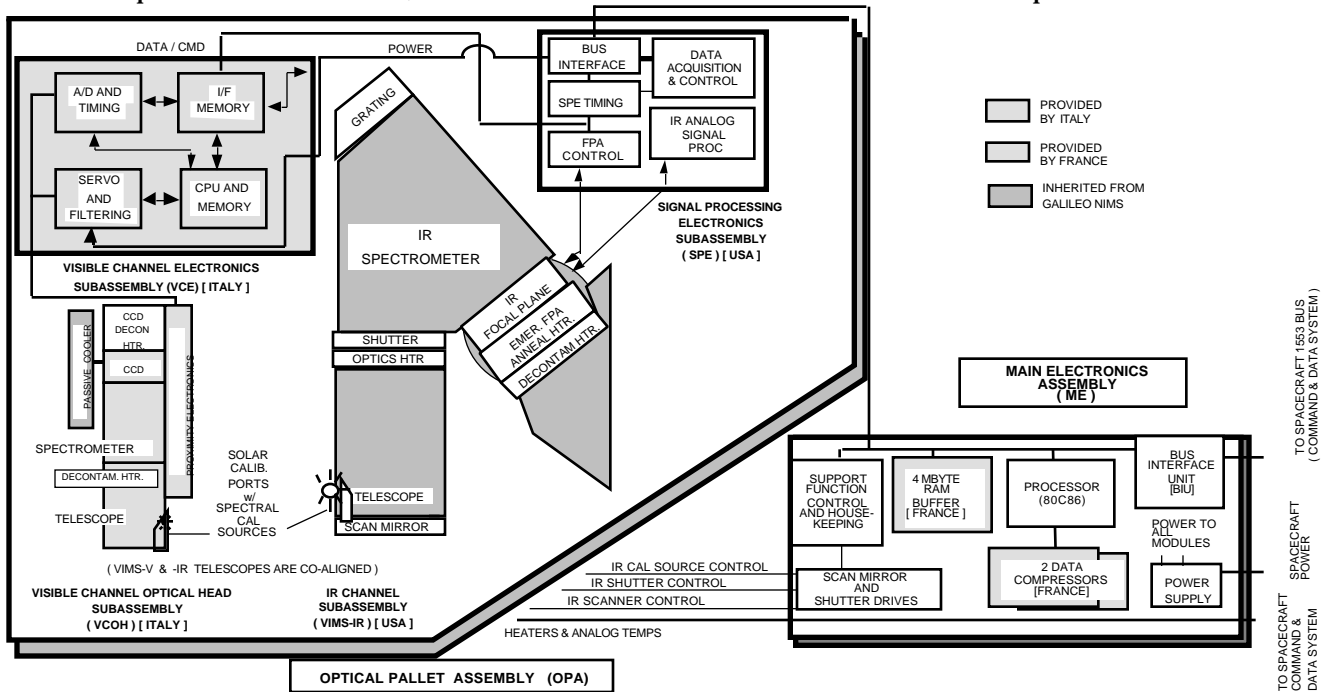 DATA / CMD
POWER
A/D AND
TIMING
I/F
MEMORY
SERVO
AND
FILTERING
CPU AND
MEMORY
VISIBLE CHANNEL ELECTRONICS
SUBASSEMBLY (VCE) [ ITALY ]
BUS
INTERFACE
DATA
ACQUISITION
& CONTROL
SPE TIMING
FPA
CONTROL
IR ANALOG
SIGNAL
PROC
SIGNAL PROCESSING
ELECTRONICS
SUBASSEMBLY
( SPE ) [ USA ]
PROVIDED
BY ITALY
PROVIDED
BY FRANCE
INHERITED FROM
GALILEO NIMS
GRATING
IR
SPECTROMETER
IR
FOCAL PLANE
EMER. FPA
ANNEAL HTR.
DECONTAM HTR.
SHUTTER
OPTICS HTR
TELESCOPE
SCAN MIRROR
PASSIVE COOLER
CCD
DECON
HTR.
CCD
PROXIMITY ELECTRONICS
SPECTROMETER
DECONTAM. HTR.
TELESCOPE
SOLAR
CALIB.
PORTS
w/
SPECTRAL
CAL
SOURCES
( VIMS-V & -IR TELESCOPES ARE CO-ALIGNED )
VISIBLE CHANNEL OPTICAL HEAD
SUBASSEMBLY
( VCOH ) [ ITALY ]
IR CHANNEL
SUBASSEMBLY
( VIMS-IR ) [ USA ]
OPTICAL PALLET ASSEMBLY (OPA)
MAIN ELECTRONICS
ASSEMBLY
( ME )
SUPPORT
FUNCTION
CONTROL
AND HOUSE-
KEEPING
4 MBYTE
RAM
BUFFER
[ FRANCE ]
PROCESSOR
(80C86)
BUS
INTERFACE
UNIT
[BIU]
POWER TO
ALL
MODULES
SCAN MIRROR
AND
SHUTTER DRIVES
2 DATA
COMPRESSORS
[FRANCE]
POWER
SUPPLY
IR CAL SOURCE CONTROL
IR SHUTTER CONTROL
IR SCANNER CONTROL
HEATERS & ANALOG TEMPS
TO SPACECRAFT 1553 BUS
( COMMAND & DATA SYSTEM )
SPACECRAFT
POWER
TO SPACECRAFT
COMMAND &
DATA SYSTEM